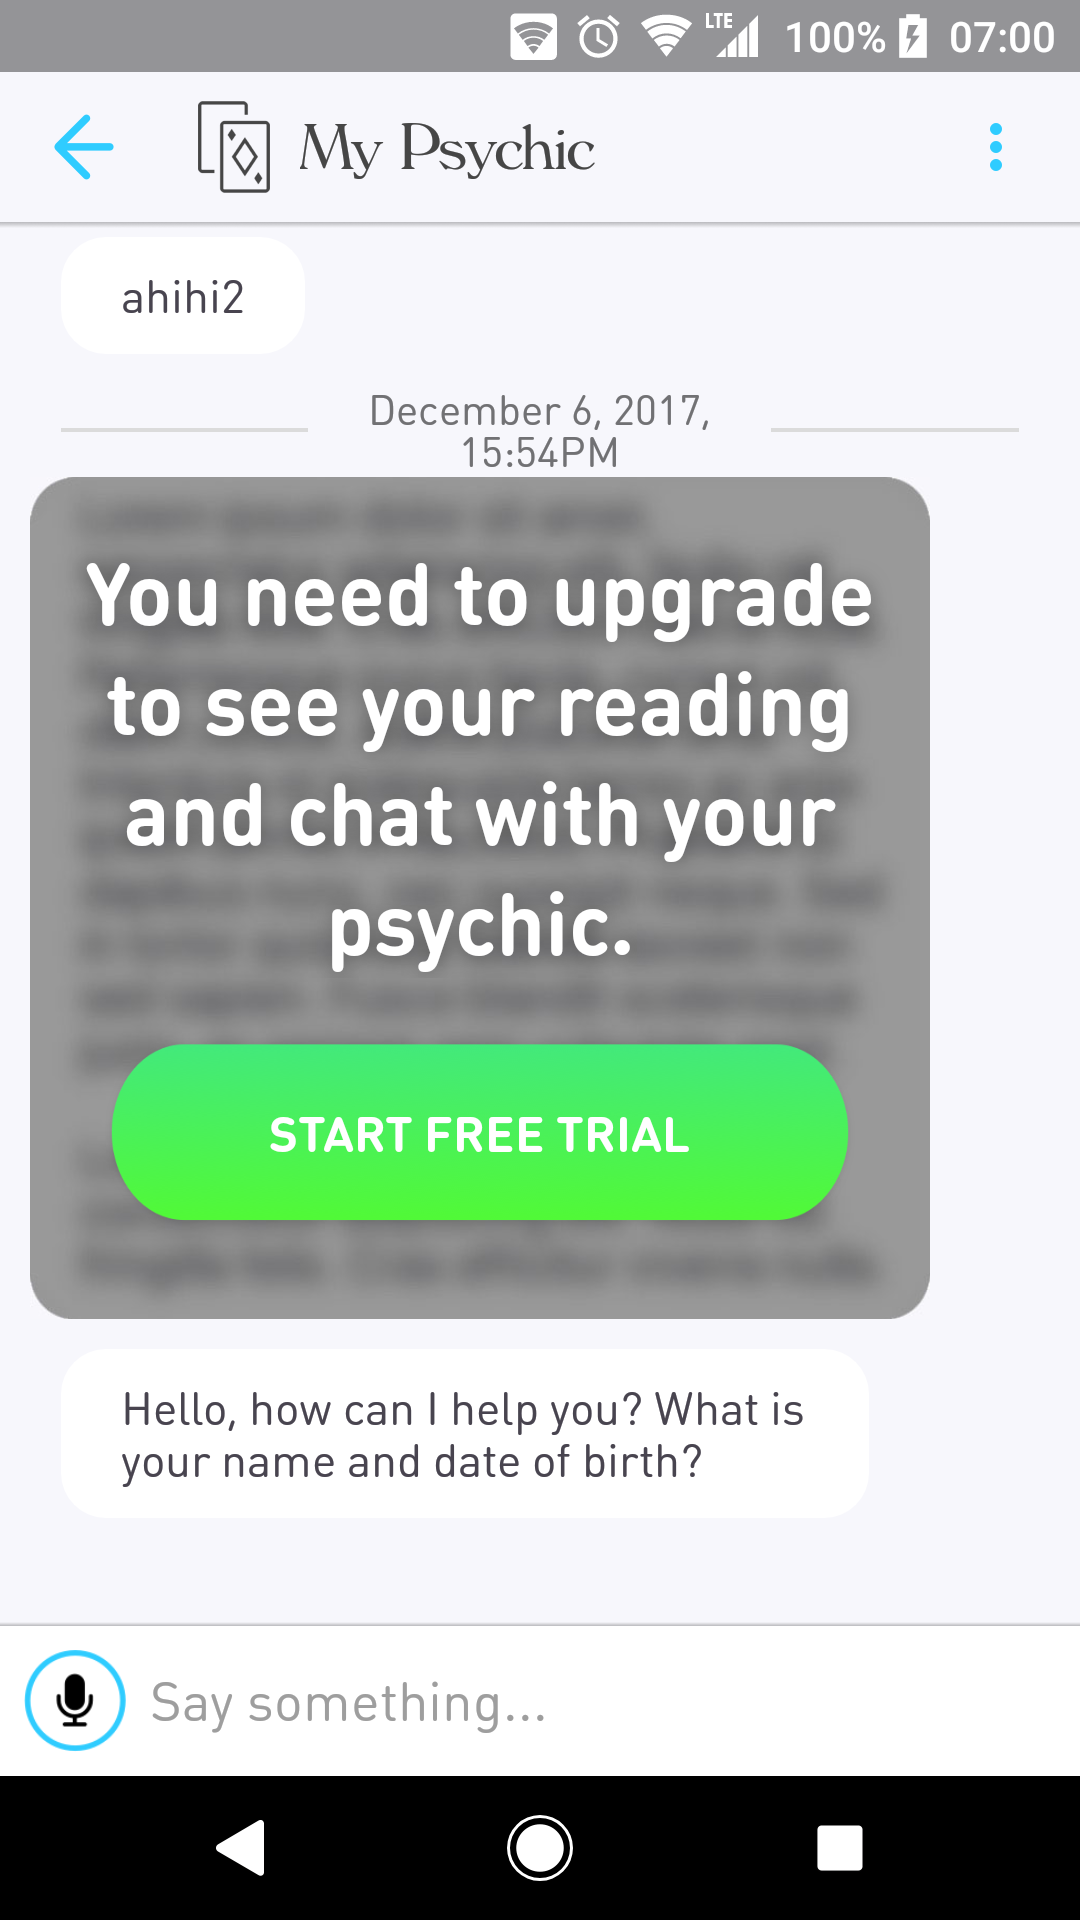 LTE 100% 07:00
My Psychic
ahihi2
December 6, 2017,
15:54PM
You need to upgrade
to see your reading
and chat with your
psychic.
START FREE TRIAL
Hello, how can I help you? What is
your name and date of birth?
Say something...